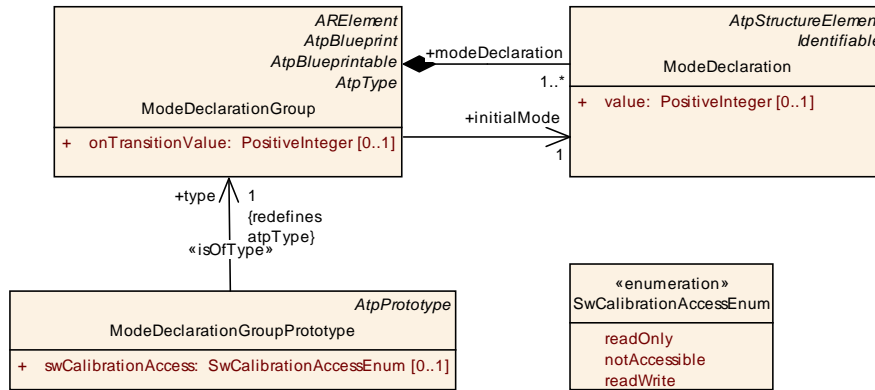 ARElement
AtpBlueprint
AtpBlueprintable
AtpType
ModeDeclarationGroup
+ onTransitionValue: PositiveInteger [0..1]
+modeDeclaration
1..*
+initialMode
1
AtpStructureElement
Identifiable
ModeDeclaration
+ value: PositiveInteger [0..1]
+type
1
{redefines
atpType}
«isOfType»
AtpPrototype
ModeDeclarationGroupPrototype
+ swCalibrationAccess: SwCalibrationAccessEnum [0..1]
«enumeration»
SwCalibrationAccessEnum
readOnly
notAccessible
readWrite